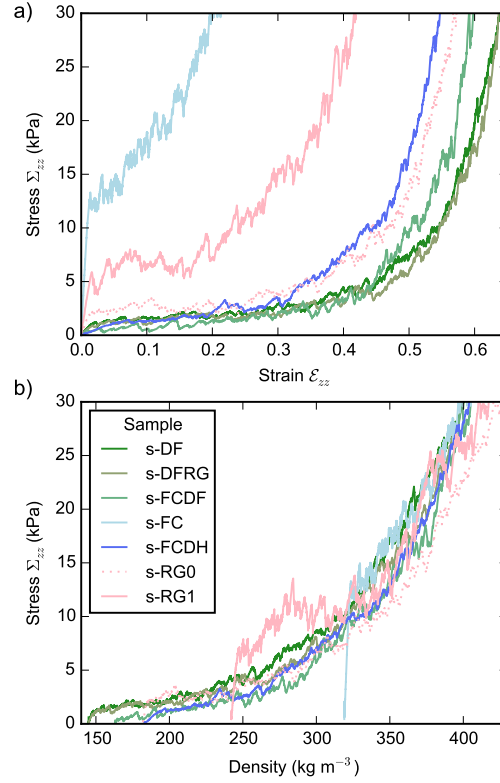 a)
30
25
20
15
10
5
0
Stress Σzz (kPa)
0.0 0.1 0.2 0.3 0.4 0.5 0.6
Strain ℰzz
b)
30
25
20
15
10
5
0
Stress Σzz (kPa)
Sample
s-DF
s-DFRG
s-FCDF
s-FC
s-FCDH
s-RG0
s-RG1
150 200 250 300 350 400
Density (kg m⁻³)